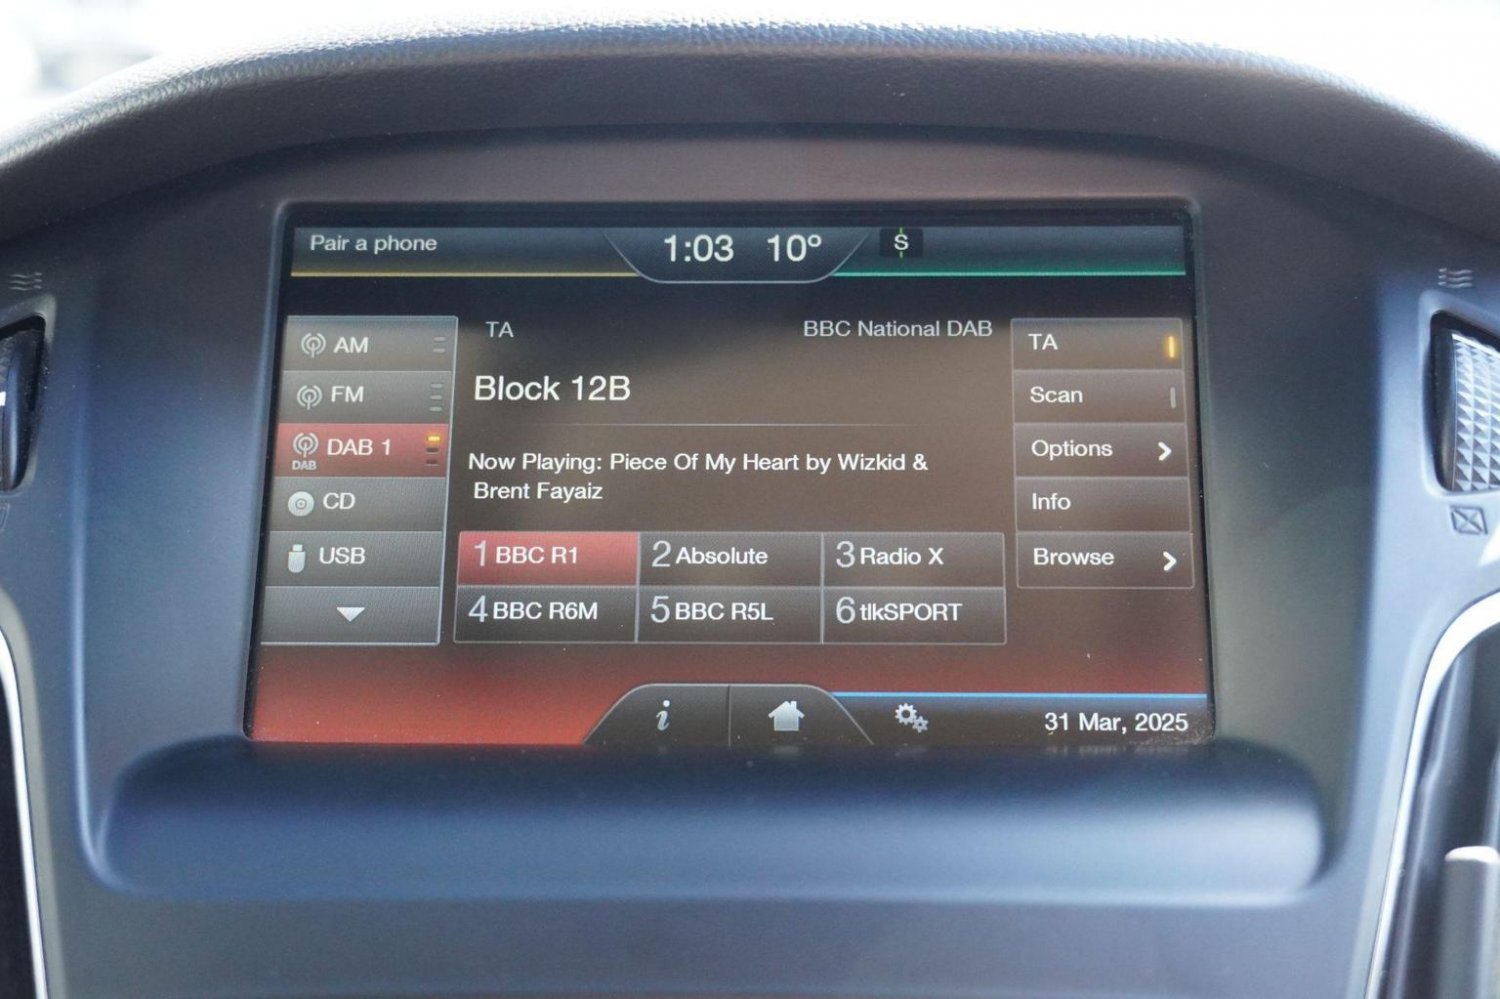 Pair a phone
1:03 10°
S
AM
FM
DAB 1
DAB
CD
USB
TA
BBC National DAB
Block 12B
Now Playing: Piece Of My Heart by Wizkid &
Brent Fayaiz
1 BBC R1
2 Absolute
3 Radio X
4 BBC R6M
5 BBC R5L
6 tlkSPORT
TA
Scan
Options
Info
Browse
i
31 Mar, 2025